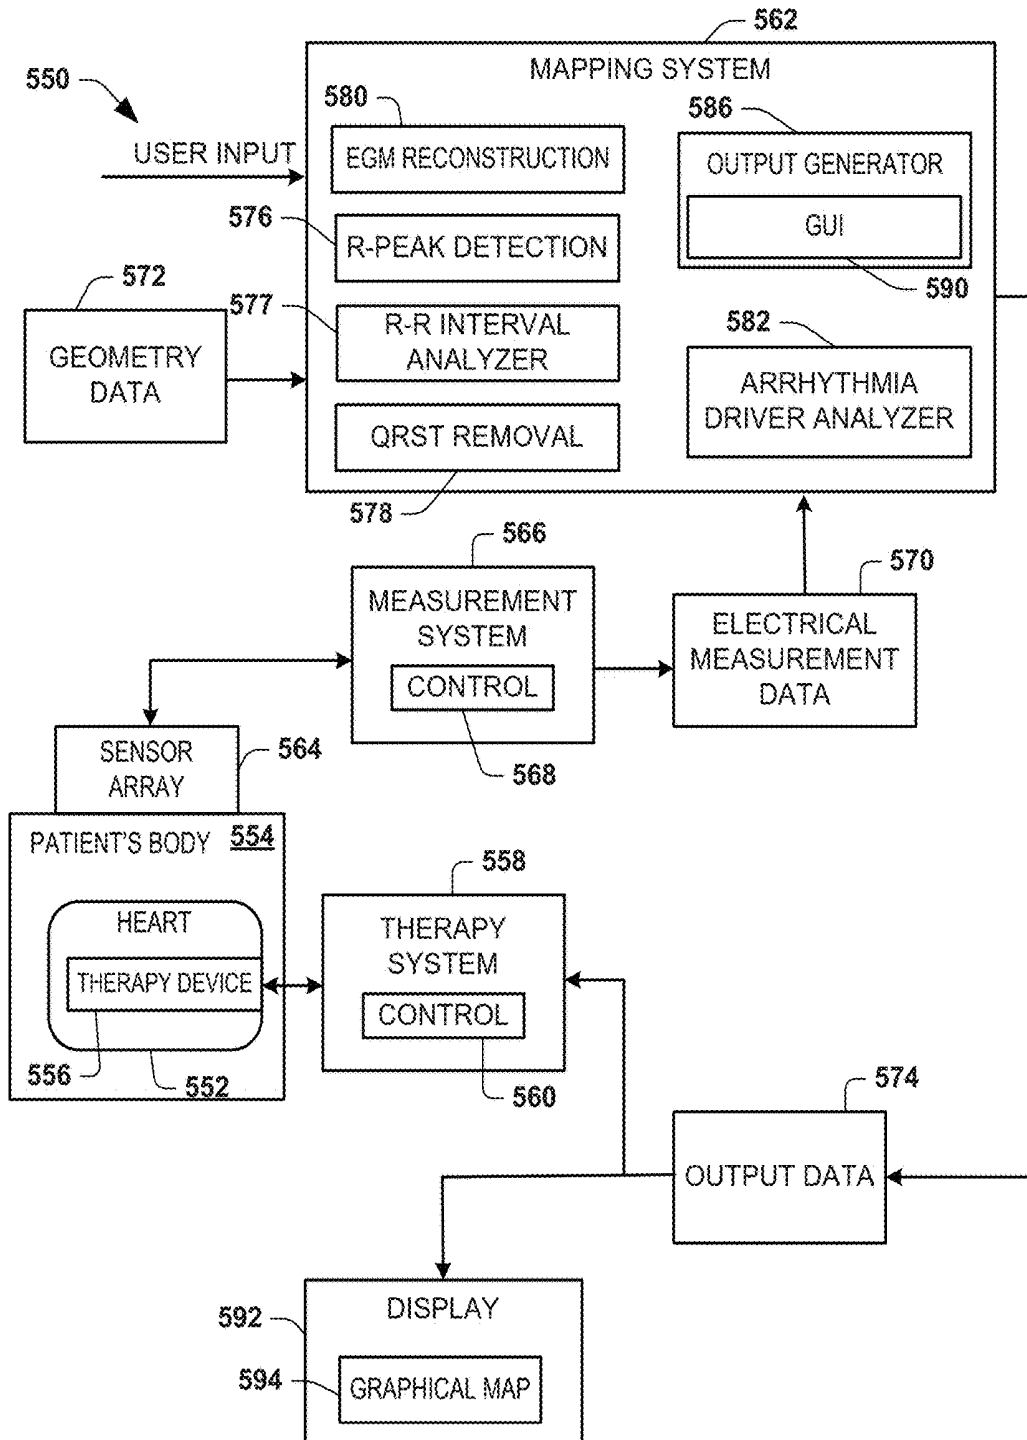 562
MAPPING SYSTEM
550
USER INPUT
580
EGM RECONSTRUCTION
586
OUTPUT GENERATOR
GUI
590
576
R-PEAK DETECTION
572
GEOMETRY
DATA
577
R-R INTERVAL
ANALYZER
582
ARRHYTHMIA
DRIVER ANALYZER
QRST REMOVAL
578
566
MEASUREMENT
SYSTEM
CONTROL
568
570
ELECTRICAL
MEASUREMENT
DATA
SENSOR
ARRAY
564
PATIENT'S BODY
554
HEART
THERAPY DEVICE
556
552
558
THERAPY
SYSTEM
CONTROL
560
574
OUTPUT DATA
592
DISPLAY
594
GRAPHICAL MAP